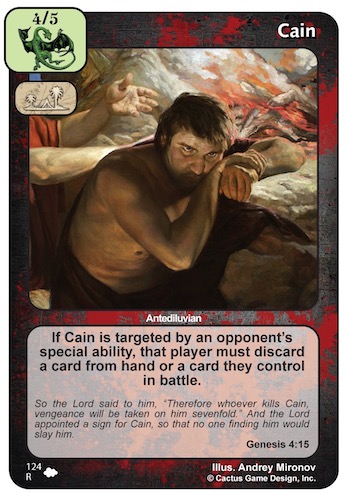 4/5
Cain
Antediluvian
If Cain is targeted by an opponent's
special ability, that player must discard
a card from hand or a card they control
in battle.
So the Lord said to him, "Therefore whoever kills Cain,
vengeance will be taken on him sevenfold." And the Lord
appointed a sign for Cain, so that no one finding him would
slay him.
Genesis 4:15
124
R
Illus. Andrey Mironov
© Cactus Game Design, Inc.